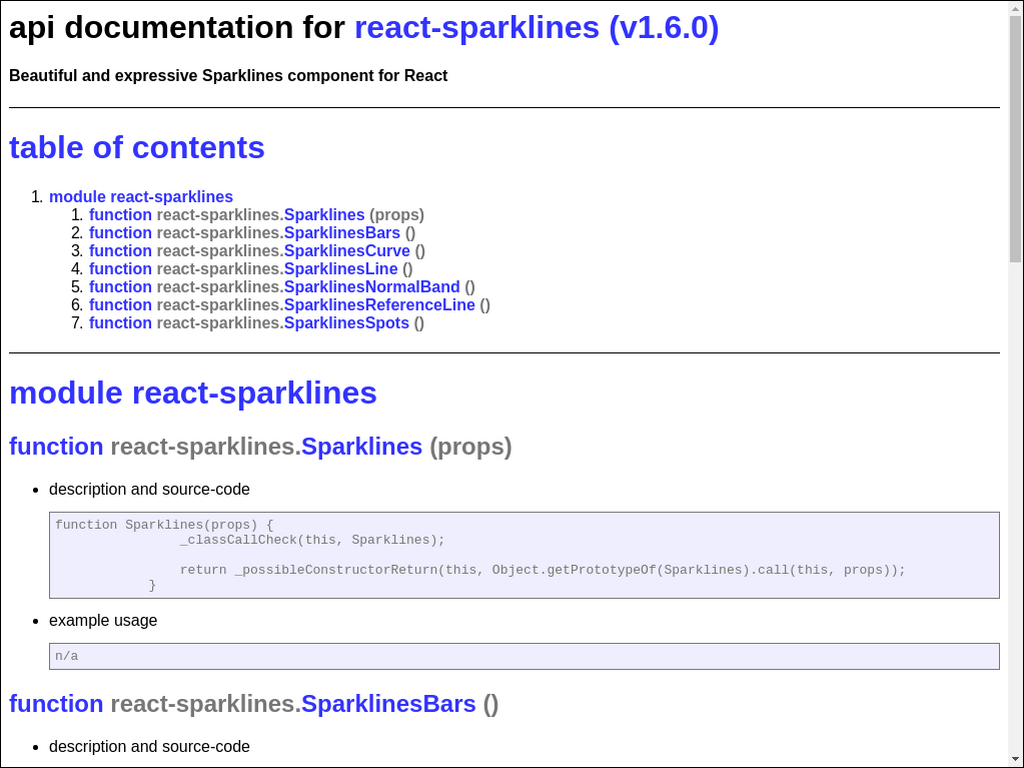 api documentation for react-sparklines (v1.6.0)
Beautiful and expressive Sparklines component for React
table of contents
1. module react-sparklines
1. function react-sparklines.Sparklines (props)
2. function react-sparklines.SparklinesBars ()
3. function react-sparklines.SparklinesCurve ()
4. function react-sparklines.SparklinesLine ()
5. function react-sparklines.SparklinesNormalBand ()
6. function react-sparklines.SparklinesReferenceLine ()
7. function react-sparklines.SparklinesSpots ()
module react-sparklines
function react-sparklines.Sparklines (props)
• description and source-code
function Sparklines(props) {
_classCallCheck(this, Sparklines);
return _possibleConstructorReturn(this, Object.getPrototypeOf(Sparklines).call(this, props));
}
• example usage
n/a
function react-sparklines.SparklinesBars ()
• description and source-code